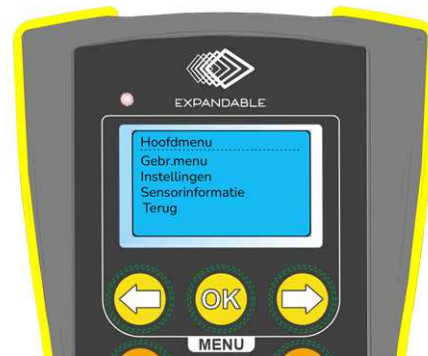 EXPANDABLE
Hoofdmenu
Gebr.menu
Instellingen
Sensorinformatie
Terug
OK
MENU